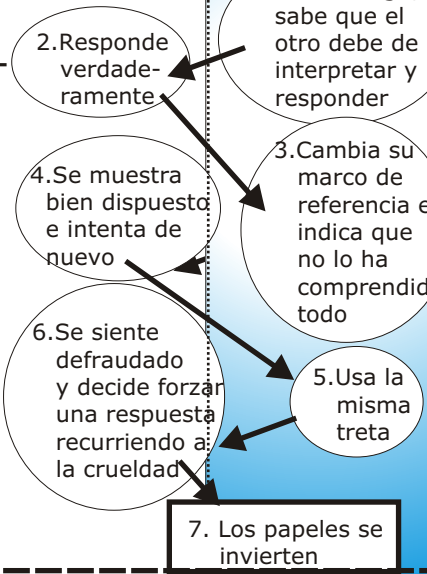 sabe que el
otro debe de
interpretar y
responder
2.Responde
verdade-
ramente
3.Cambia su
marco de
referencia e
indica que
no lo ha
comprendid
todo
4.Se muestra
bien dispuesto
e intenta de
nuevo
5.Usa la
misma
treta
6.Se siente
defraudado
y decide forzar
una respuesta
recurriendo a
la crueldad
7. Los papeles se
invierten